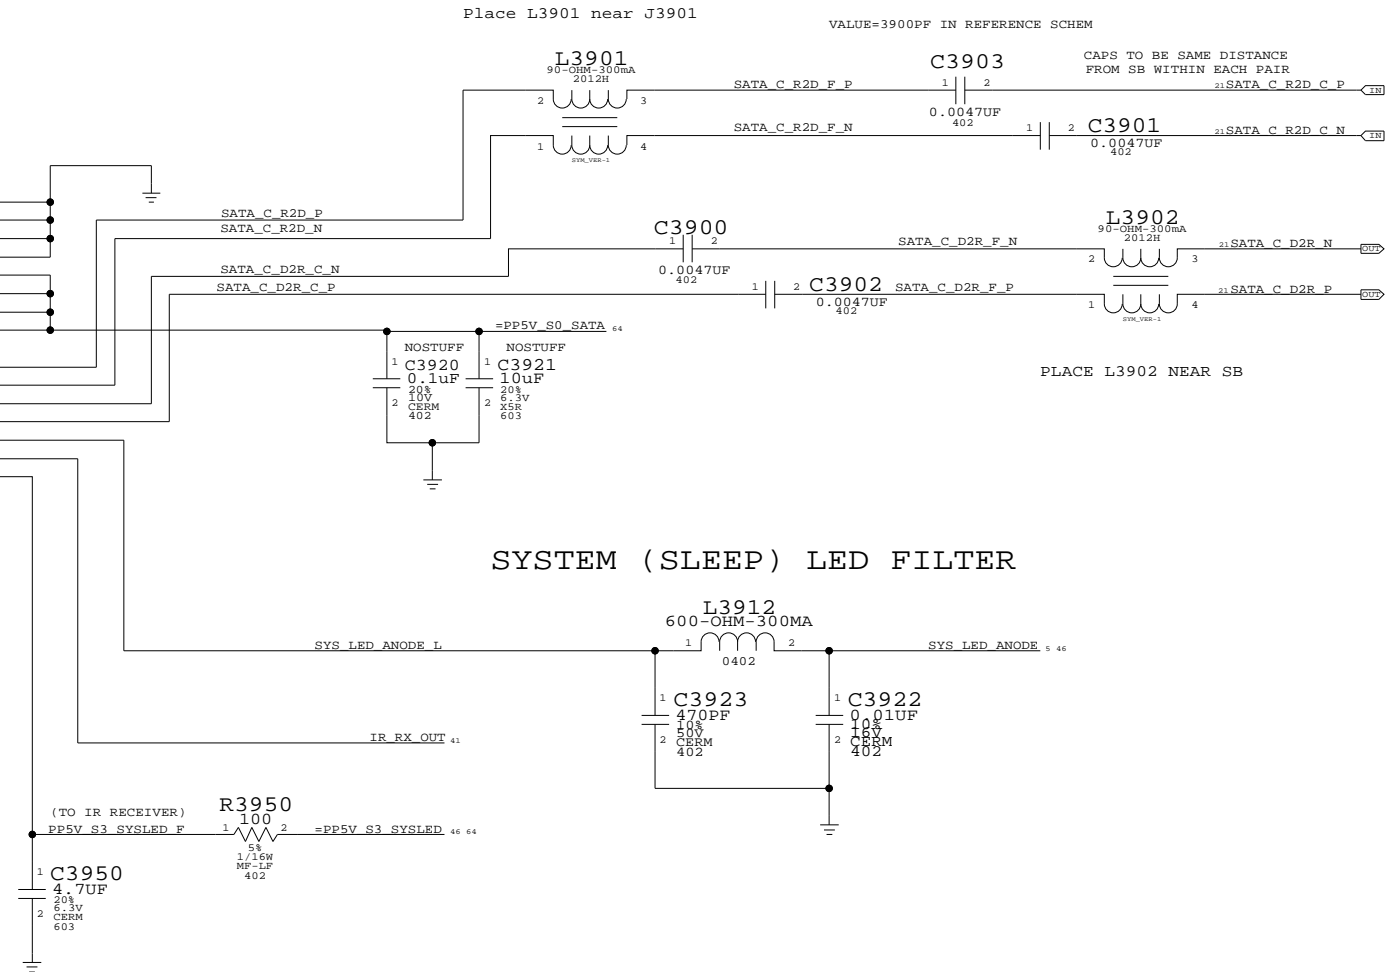 Place L3901 near J3901
VALUE=3900PF IN REFERENCE SCHEM
L3901
90-OHM-300mA
2012H
2
3
1
4
SYM_VER-1
SATA_C_R2D_F_P
SATA_C_R2D_F_N
C3903
1 2
0.0047UF
402
CAPS TO BE SAME DISTANCE
FROM SB WITHIN EACH PAIR
21 SATA_C_R2D_C_P
IN
1 2
C3901
0.0047UF
402
21 SATA_C_R2D_C_N
IN
SATA_C_R2D_P
SATA_C_R2D_N
SATA_C_D2R_C_N
SATA_C_D2R_C_P
C3900
1 2
0.0047UF
402
SATA_C_D2R_F_N
1 2
C3902
0.0047UF
402
SATA_C_D2R_F_P
L3902
90-OHM-300mA
2012H
2
3
1
4
SYM_VER-1
21 SATA_C_D2R_N
OUT
21 SATA_C_D2R_P
OUT
PLACE L3902 NEAR SB
=PP5V_S0_SATA 64
NOSTUFF
1
C3920
0.1uF
20%
10V
2
CERM
402
NOSTUFF
1
C3921
10uF
20%
6.3V
2
X5R
603
SYSTEM (SLEEP) LED FILTER
L3912
600-OHM-300MA
1 2
0402
SYS_LED_ANODE_L
SYS_LED_ANODE 5 46
1
C3923
470PF
10%
50V
2
CERM
402
1
C3922
0.01UF
10%
16V
2
CERM
402
IR_RX_OUT 41
(TO IR RECEIVER)
PP5V_S3_SYSLED_F
R3950
100
1 2
5%
1/16W
MF-LF
402
=PP5V_S3_SYSLED 46 64
1
C3950
4.7UF
20%
6.3V
2
CERM
603